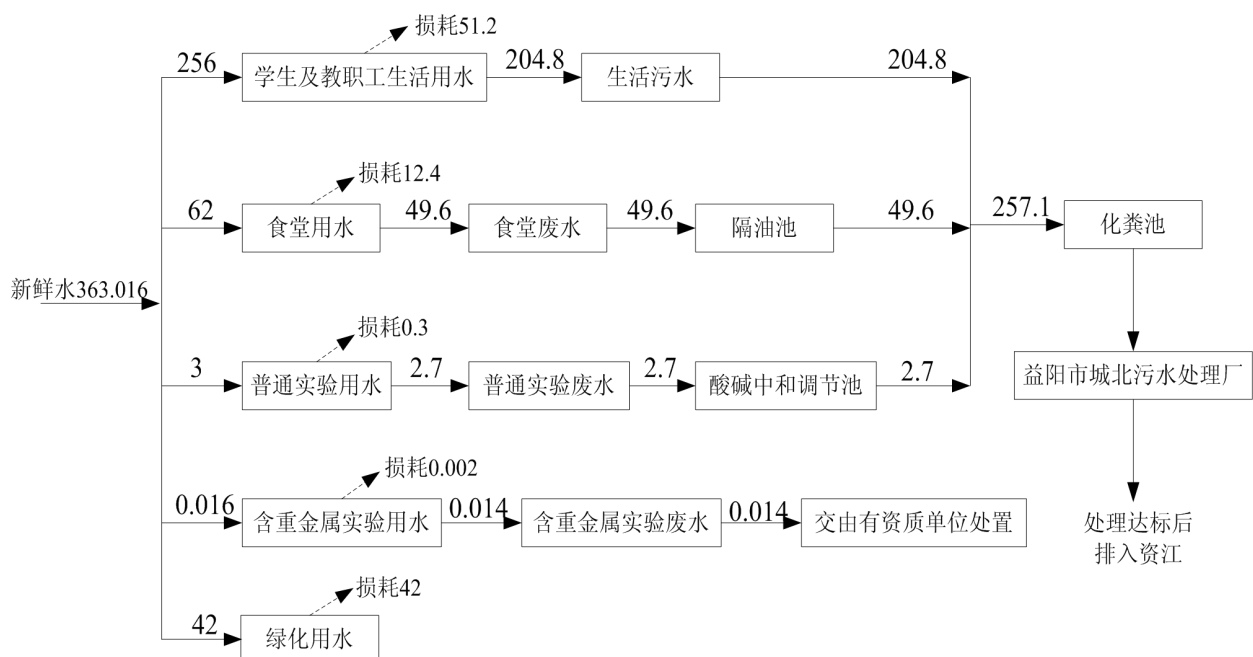 损耗51.2
256
学生及教职工生活用水
204.8
生活污水
204.8
损耗12.4
62
食堂用水
49.6
食堂废水
49.6
隔油池
49.6
257.1
化粪池
新鲜水363.016
损耗0.3
3
普通实验用水
2.7
普通实验废水
2.7
酸碱中和调节池
2.7
益阳市城北污水处理厂
损耗0.002
0.016
含重金属实验用水
0.014
含重金属实验废水
0.014
交由有资质单位处置
处理达标后
排入资江
损耗42
42
绿化用水